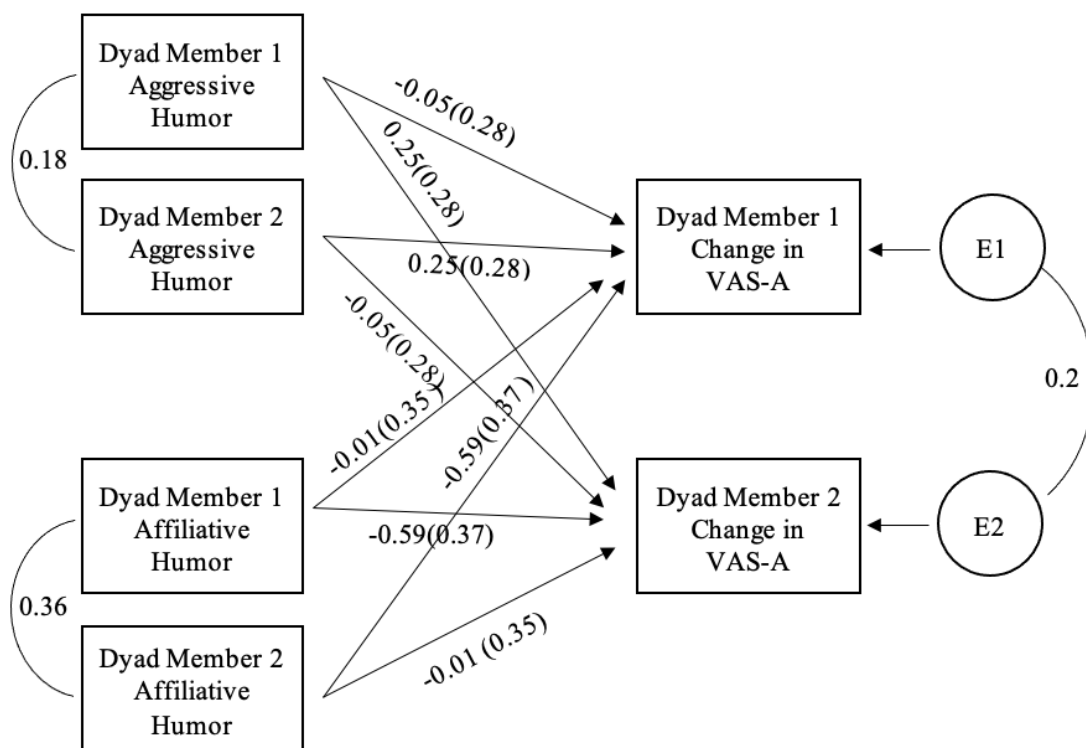 Dyad Member 1
Aggressive
Humor
0.18
Dyad Member 2
Aggressive
Humor
-0.05(0.28)
0.25(0.28)
0.25(0.28)
-0.05(0.28)
Dyad Member 1
Change in
VAS-A
E1
0.2
-0.01(0.35)
-0.59(0.37)
Dyad Member 1
Affiliative
Humor
-0.59(0.37)
0.36
Dyad Member 2
Affiliative
Humor
-0.01 (0.35)
Dyad Member 2
Change in
VAS-A
E2